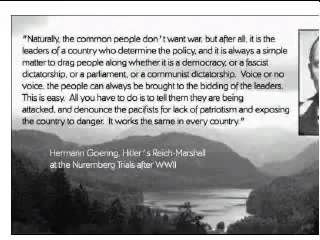 "Naturally, the common people don't want war, but after all, it is the
leaders of a country who determine the policy, and it is always a simple
matter to drag people along whether it is a democracy, or a fascist
dictatorship, or a parliament, or a communist dictatorship. Voice or no
voice, the people can always be brought to the bidding of the leaders.
This is easy. All you have to do is to tell them they are being
attacked, and denounce the pacifists for lack of patriotism and exposing
the country to danger. It works the same in every country."
Hermann Goering, Hitler's Reich-Marshall
at the Nuremberg Trials after WWII